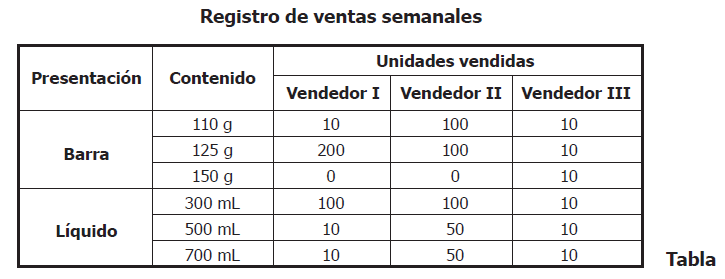 Registro de ventas semanales
Presentación Contenido Unidades vendidas
Vendedor I Vendedor II Vendedor III
Barra
110 g 10 100 10
125 g 200 100 10
150 g 0 0 10
Líquido
300 mL 100 100 10
500 mL 10 50 10
700 mL 10 50 10
Tabla